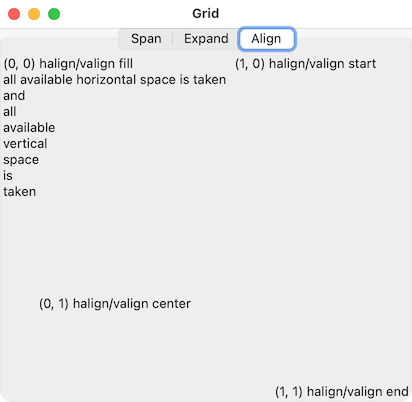 Grid
Span Expand Align
(0, 0) halign/valign fill
all available horizontal space is taken
and
all
available
vertical
space
is
taken
(1, 0) halign/valign start
(0, 1) halign/valign center
(1, 1) halign/valign end